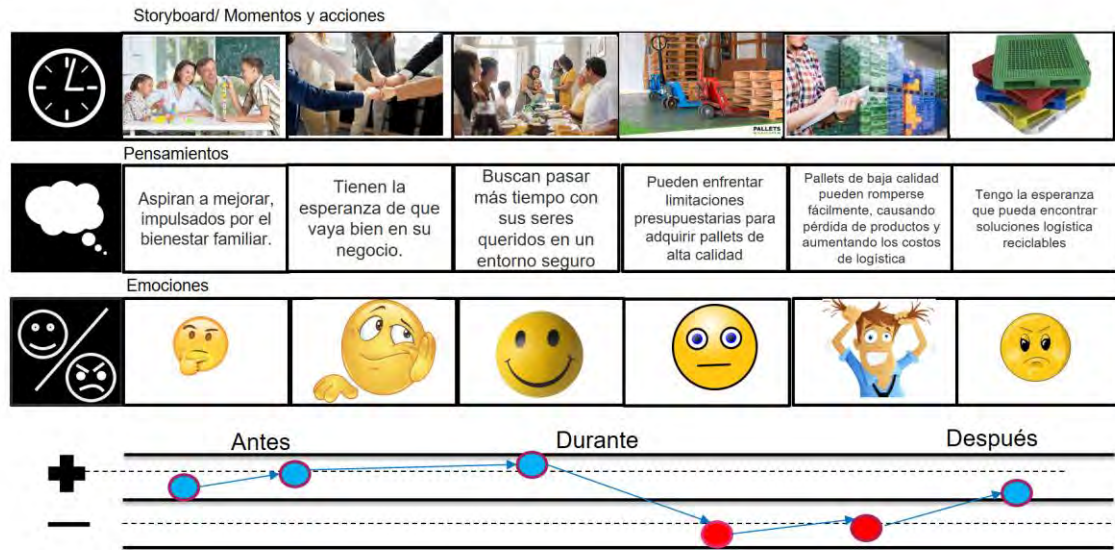 Storyboard/ Momentos y acciones
PALLETS
Pensamientos
Aspiran a mejorar,
impulsados por el
bienestar familiar.
Tienen la
esperanza de que
vaya bien en su
negocio.
Buscan pasar
más tiempo con
sus seres
queridos en un
entorno seguro
Pueden enfrentar
limitaciones
presupuestarias para
adquirir pallets de
alta calidad
Pallets de baja calidad
pueden romperse
fácilmente, causando
pérdida de productos y
aumentando los costos
de logística
Tengo la esperanza
que pueda encontrar
soluciones logística
reciclables
Emociones
Antes
Durante
Después